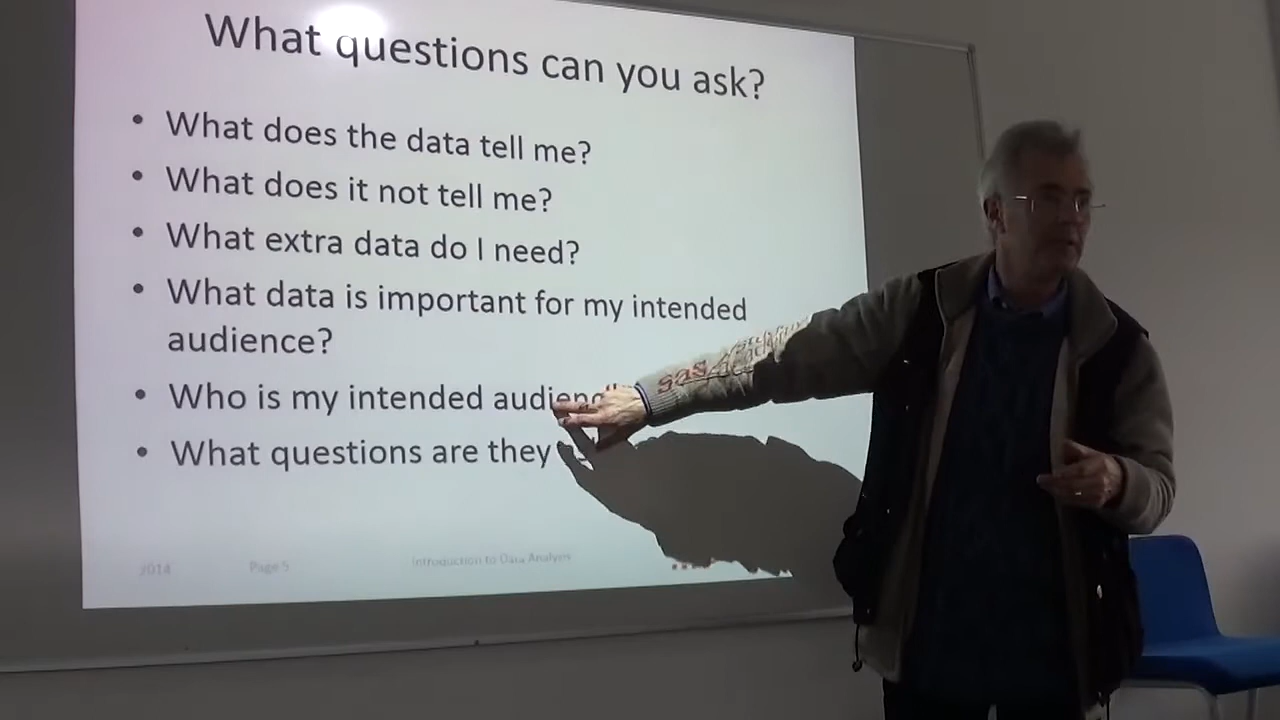 What questions can you ask?
• What does the data tell me?
• What does it not tell me?
• What extra data do I need?
• What data is important for my intended
audience?
• Who is my intended
• What questions are they
2014 Page 5 Introduction to Data Analysis